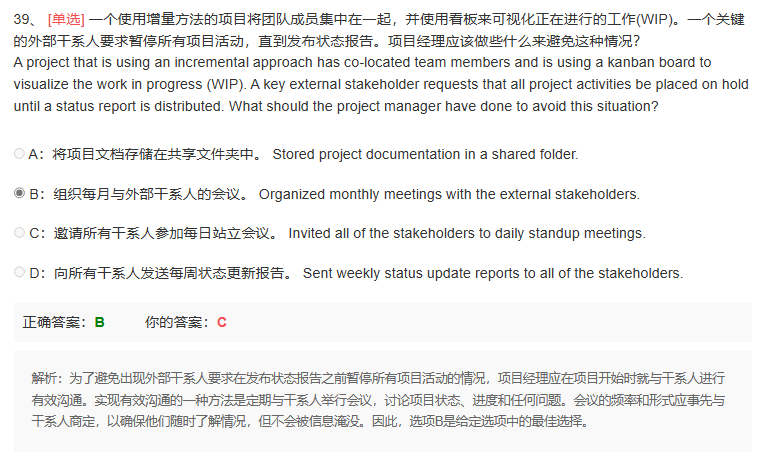 39、 [单选] 一个使用增量方法的项目将团队成员集中在一起，并使用看板来可视化正在进行的工作(WIP)。一个关键
的外部干系人要求暂停所有项目活动，直到发布状态报告。项目经理应该做些什么来避免这种情况？
A project that is using an incremental approach has co-located team members and is using a kanban board to
visualize the work in progress (WIP). A key external stakeholder requests that all project activities be placed on hold
until a status report is distributed. What should the project manager have done to avoid this situation?
A：将项目文档存储在共享文件夹中。 Stored project documentation in a shared folder.
B：组织每月与外部干系人的会议。 Organized monthly meetings with the external stakeholders.
C：邀请所有干系人参加每日站立会议。 Invited all of the stakeholders to daily standup meetings.
D：向所有干系人发送每周状态更新报告。 Sent weekly status update reports to all of the stakeholders.
正确答案：B 你的答案：C
解析：为了避免出现外部干系人要求在发布状态报告之前暂停所有项目活动的情况，项目经理应在项目开始时就与干系人进行
有效沟通。实现有效沟通的一种方法是定期与干系人举行会议，讨论项目状态、进度和任何问题。会议的频率和形式应事先与
干系人商定，以确保他们随时了解情况，但不会被信息淹没。因此，选项B是给定选项中的最佳选择。